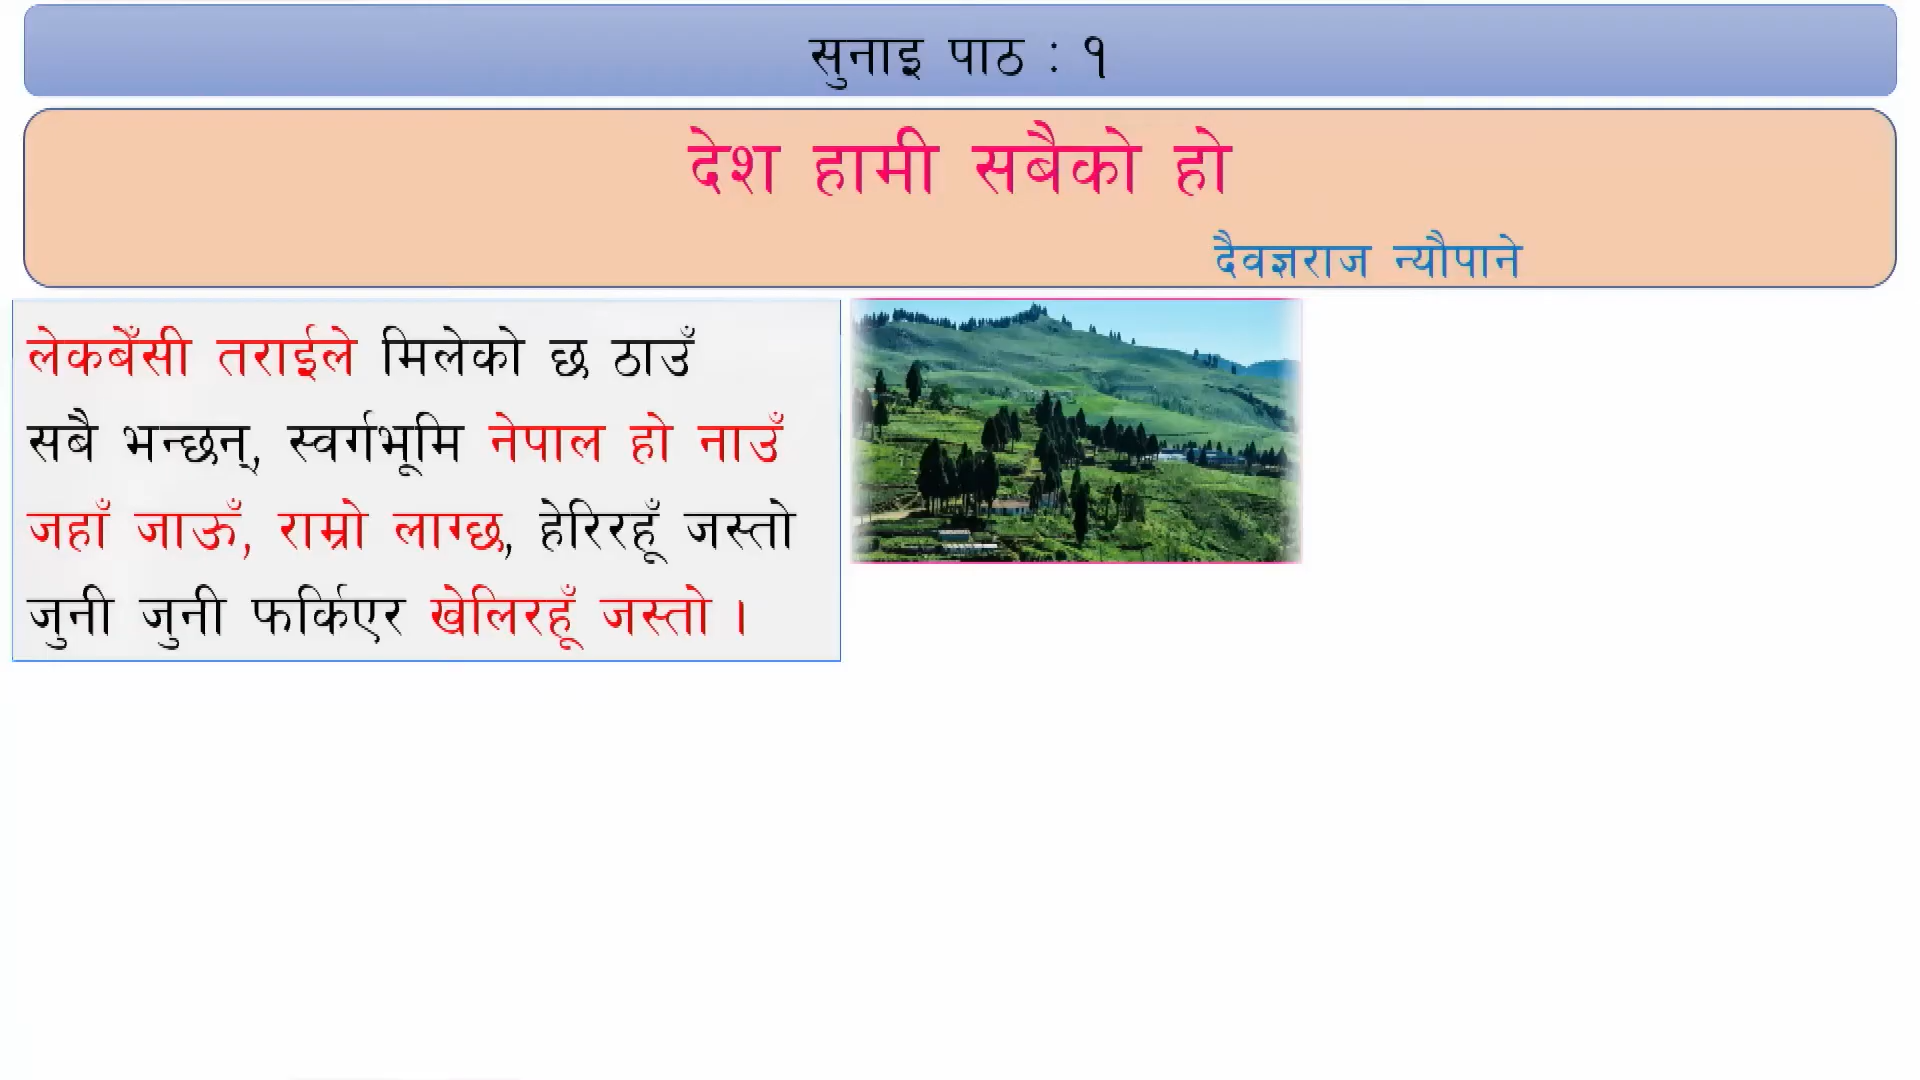 सुनाइ पाठ : १
देश हामी सबैको हो
दैवज्ञराज न्यौपाने
लेकबेँसी तराईले मिलेको छ ठाउँ
सबै भन्छन्, स्वर्गभूमि नेपाल हो नाउँ
जहाँ जाऊँ, राम्रो लाग्छ, हेरिरहूँ जस्तो
जुनी जुनी फर्किएर खेलिरहूँ जस्तो ।